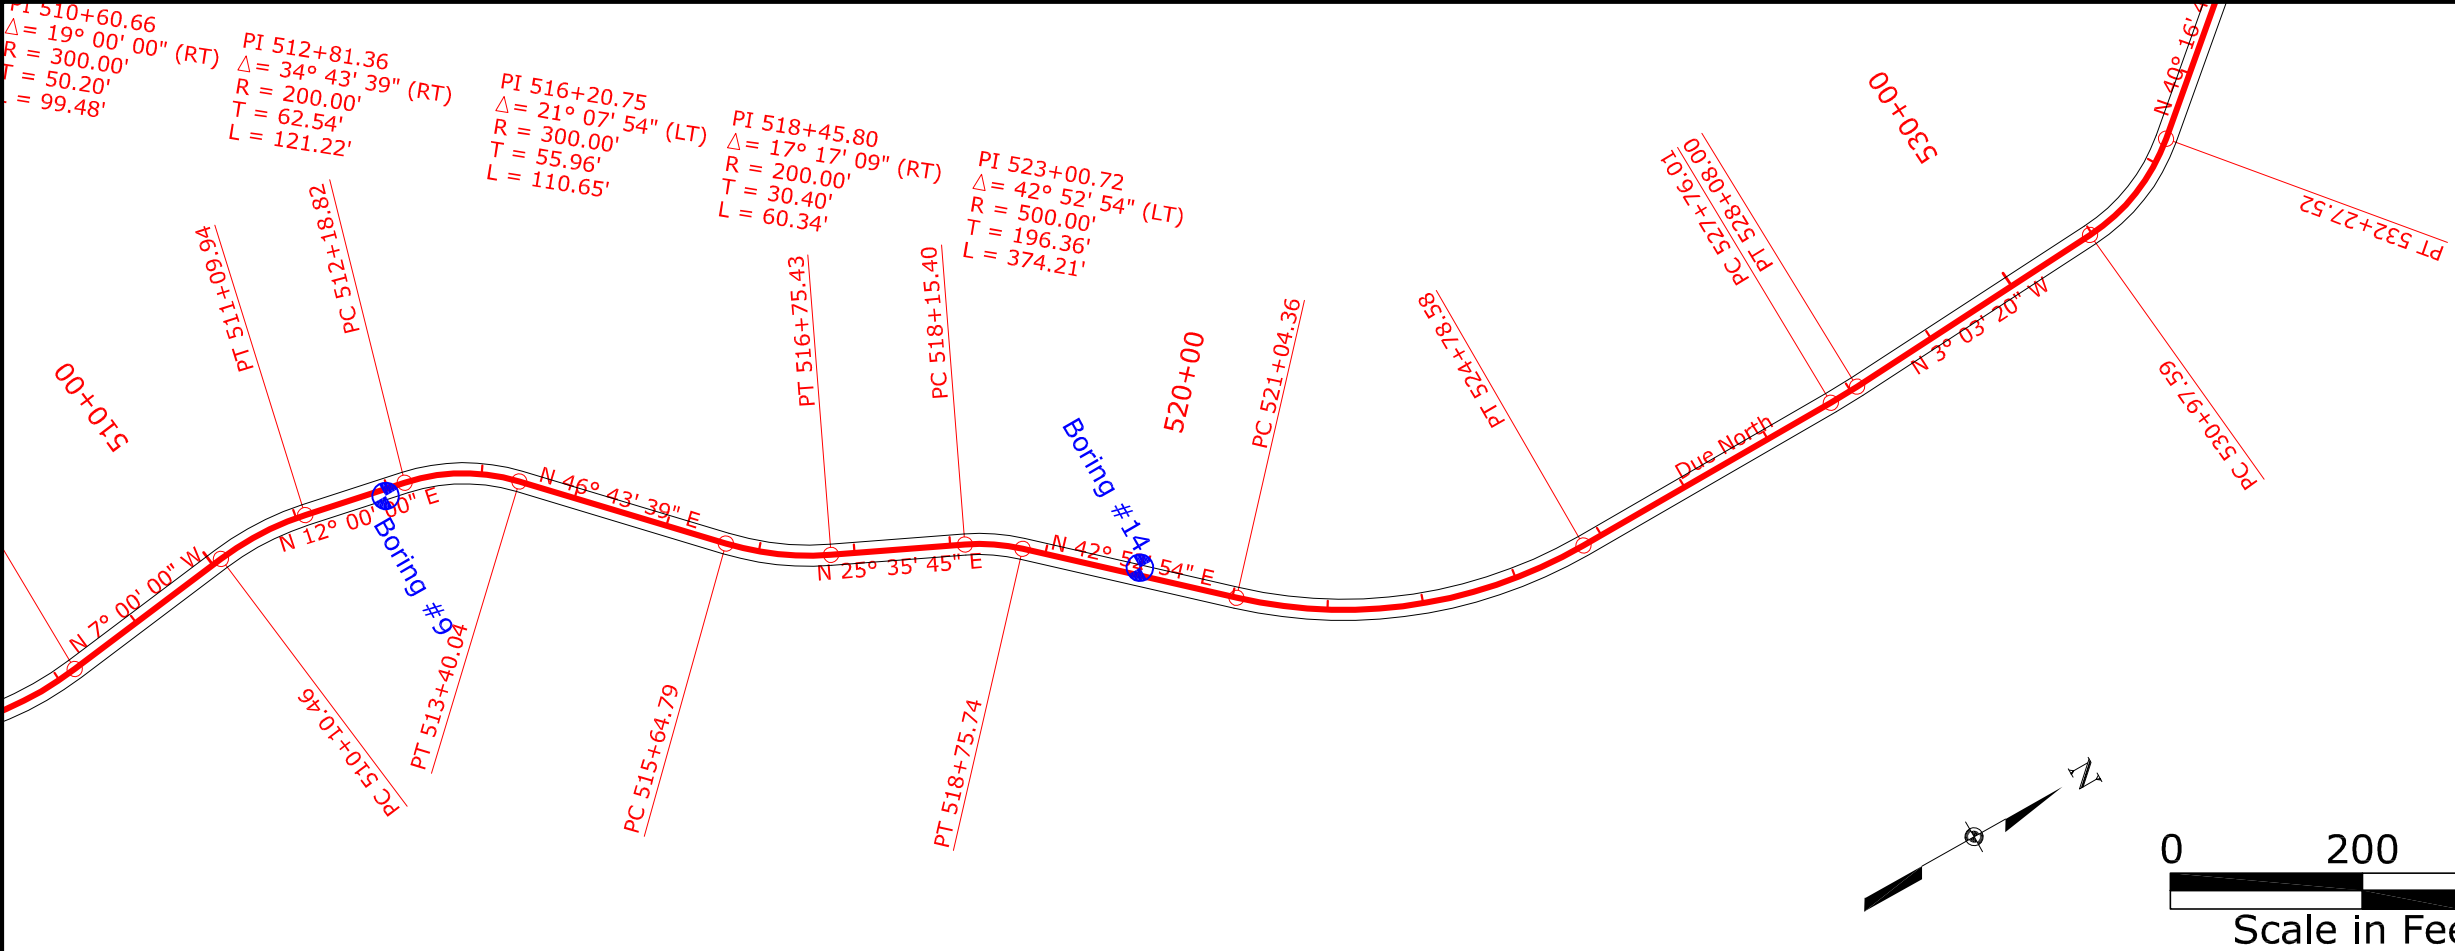 PI 510+60.66
△= 19° 00' 00" (RT)
R = 300.00'
T = 50.20'
= 99.48'
PI 512+81.36
△= 34° 43' 39" (RT)
R = 200.00'
T = 62.54'
L = 121.22'
PI 516+20.75
△= 21° 07' 54" (LT)
R = 300.00'
T = 55.96'
L = 110.65'
PI 518+45.80
△= 17° 17' 09" (RT)
R = 200.00'
T = 30.40'
L = 60.34'
PI 523+00.72
△= 42° 52' 54" (LT)
R = 500.00'
T = 196.36'
L = 374.21'
510+00
PT 511+09.94
PC 512+18.82
PT 516+75.43
PC 518+15.40
520+00
PC 521+04.36
PT 524+78.58
PC 527+76.01
PT 528+08.00
530+00
N 40° 16'
PT 532+27.52
PC 530+97.59
N 7° 00' 00" W
N 12° 00' 00" E
Boring #9
N 46° 43' 39" E
N 25° 35' 45" E
Boring #14
N 42° 54" E
Due North
N 3° 03' 20" W
PC 510+10.46
PT 513+40.04
PC 515+64.79
PT 518+75.74
N
0 200
Scale in Fee